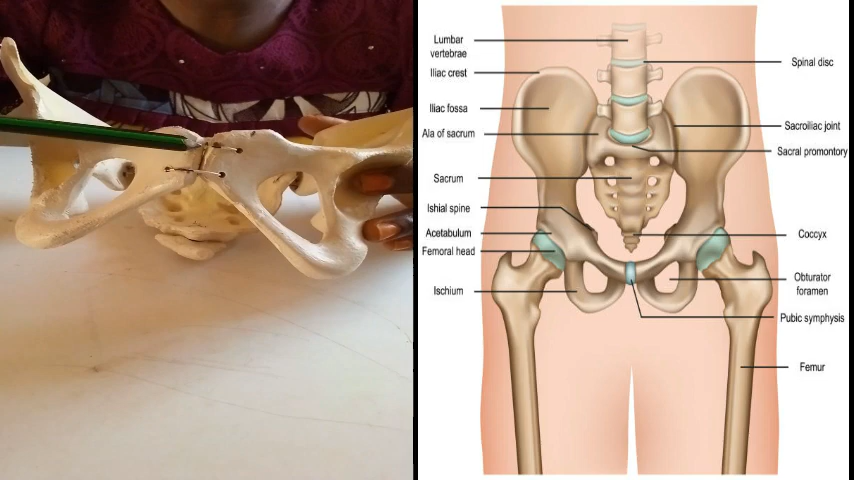 Lumbar
vertebrae
Iliac crest
Iliac fossa
Ala of sacrum
Sacrum
Ishial spine
Acetabulum
Femoral head
Ischium
Spinal disc
Sacroiliac joint
Sacral promontory
Coccyx
Obturator
foramen
Pubic symphysis
Femur